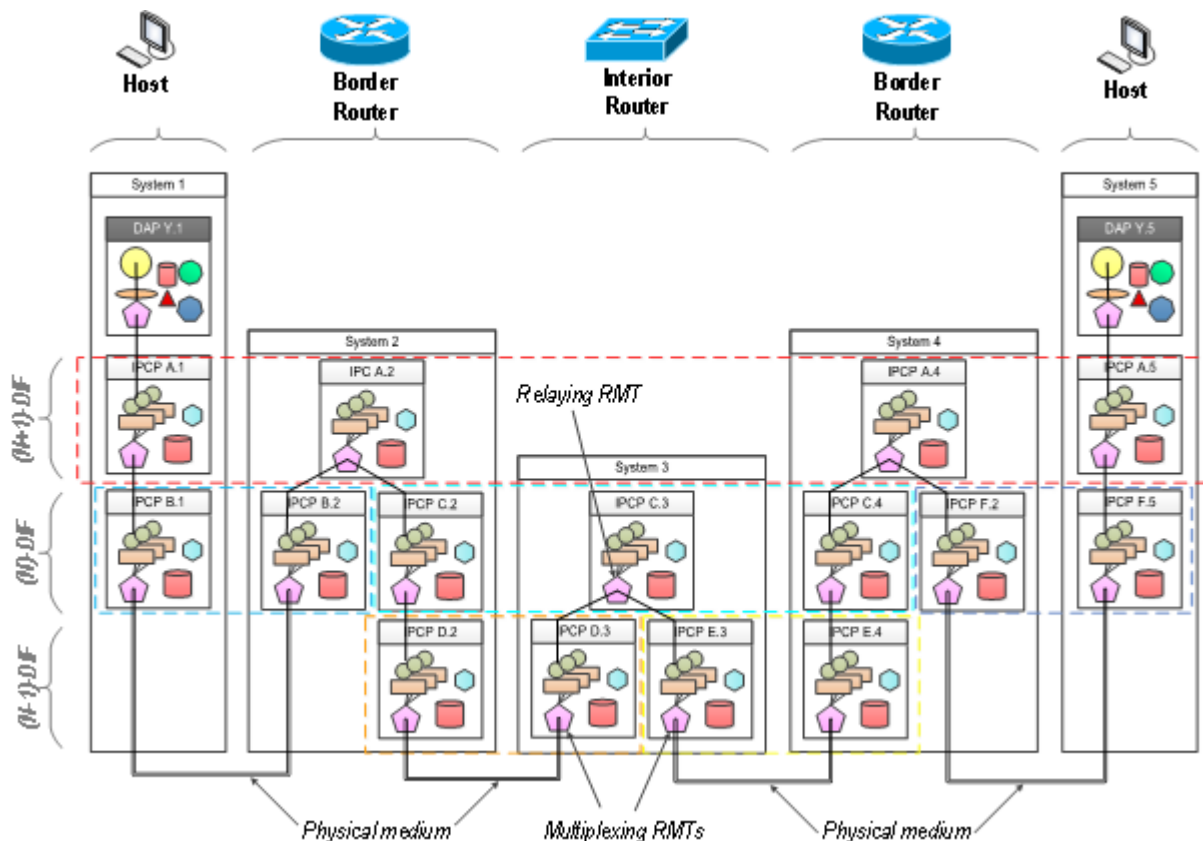 Host
Border
Router
Interior
Router
Border
Router
Host
System 1
System 5
DAP Y.1
DAP Y.5
System 2
System 4
(N+1)-DIF
IPCP A.1
IPC A.2
Relaying RMT
IPCP A.4
IPCP A.5
System 3
(N)-DIF
IPCP B.1
IPCP B.2
IPCP C.2
IPCP C.3
IPCP C.4
IPCP F.2
IPCP F.5
(N-1)-DIF
IPCP D.2
IPCP D.3
IPCP E.3
IPCP E.4
Physical medium
Multiplexing RMTs
Physical medium